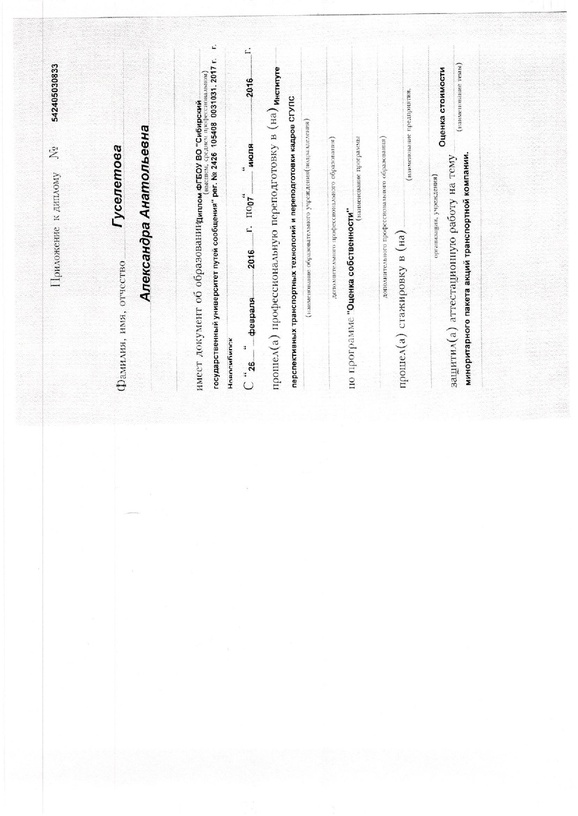 Приложение к диплому № 542405030833
Фамилия, имя, отчество Гуселетова
Александра Анатольевна
имеет документ об образовании диплом ФГБОУ ВО "Сибирский
(высшем, среднем профессиональном)
государственный университет путей сообщения" рег. № 2426 105408 0031031, 2017 г. г.
Новосибирск
С "26" февраля 2016 г. по "07" июля 2016 г.
прошел(а) профессиональную переподготовку в (на) Институте
перспективных транспортных технологий и переподготовки кадров СГУПС
(наименование образовательного учреждения (подразделения)
дополнительного профессионального образования)
по программе "Оценка собственности"
(наименование программы
дополнительного профессионального образования)
прошел(а) стажировку в (на)
(наименование предприятия,
организации, учреждения)
защитил(а) аттестационную работу на тему Оценка стоимости
(наименование темы)
миноритарного пакета акций транспортной компании.